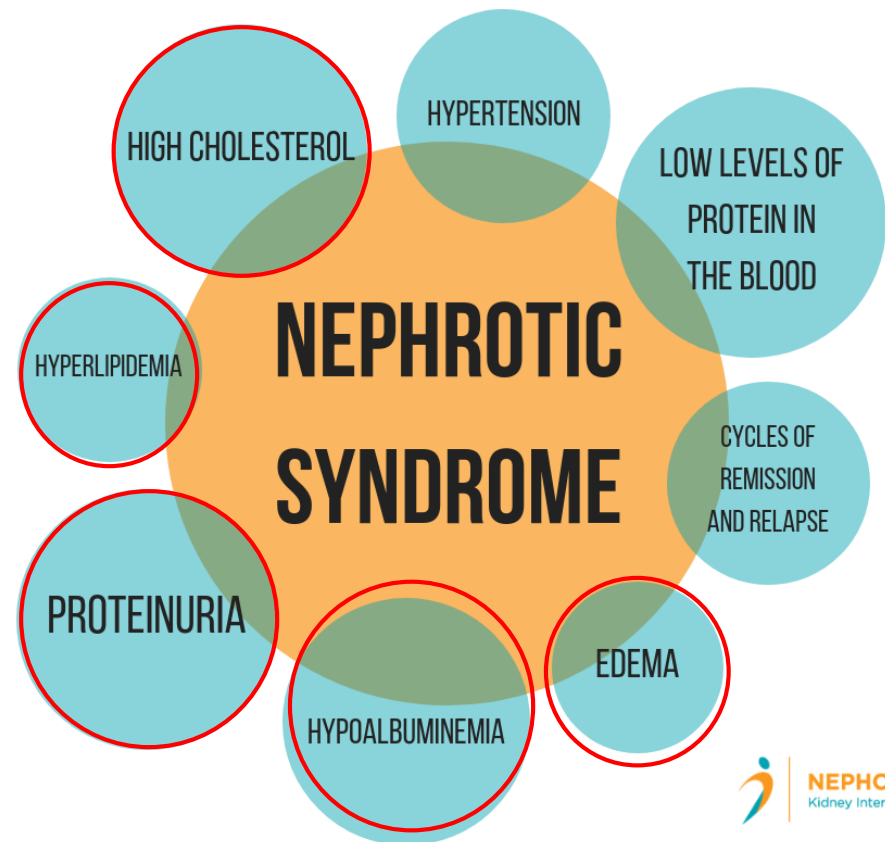 HIGH CHOLESTEROL
HYPERTENSION
LOW LEVELS OF
PROTEIN IN
THE BLOOD
NEPHROTIC
SYNDROME
HYPERLIPIDEMIA
CYCLES OF
REMISSION
AND RELAPSE
PROTEINURIA
EDEMA
HYPOALBUMINEMIA
NEPHC
Kidney Inter